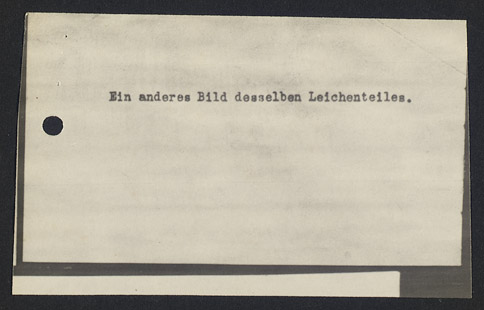 Ein anderes Bild desselben Leichenteiles.